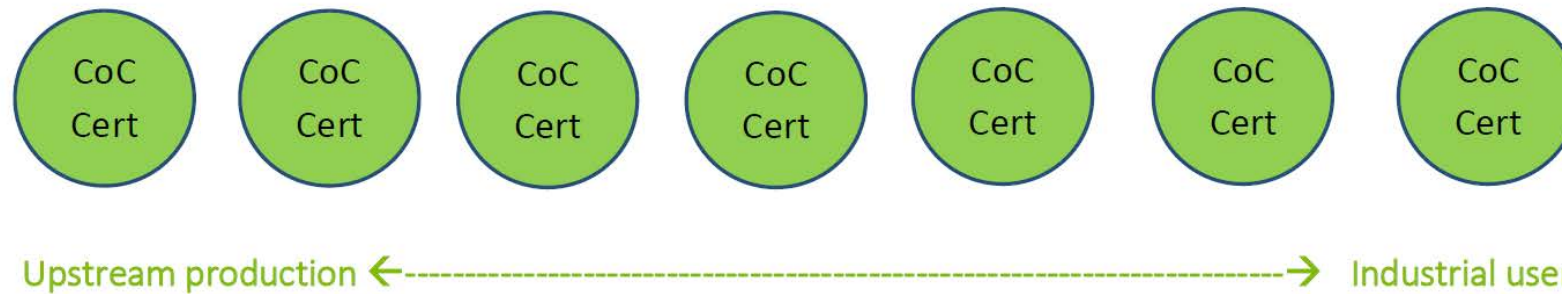 CoC CoC CoC CoC CoC CoC CoC
Cert Cert Cert Cert Cert Cert Cert
Upstream production ←--------------------------------------------------------------------------→ Industrial use